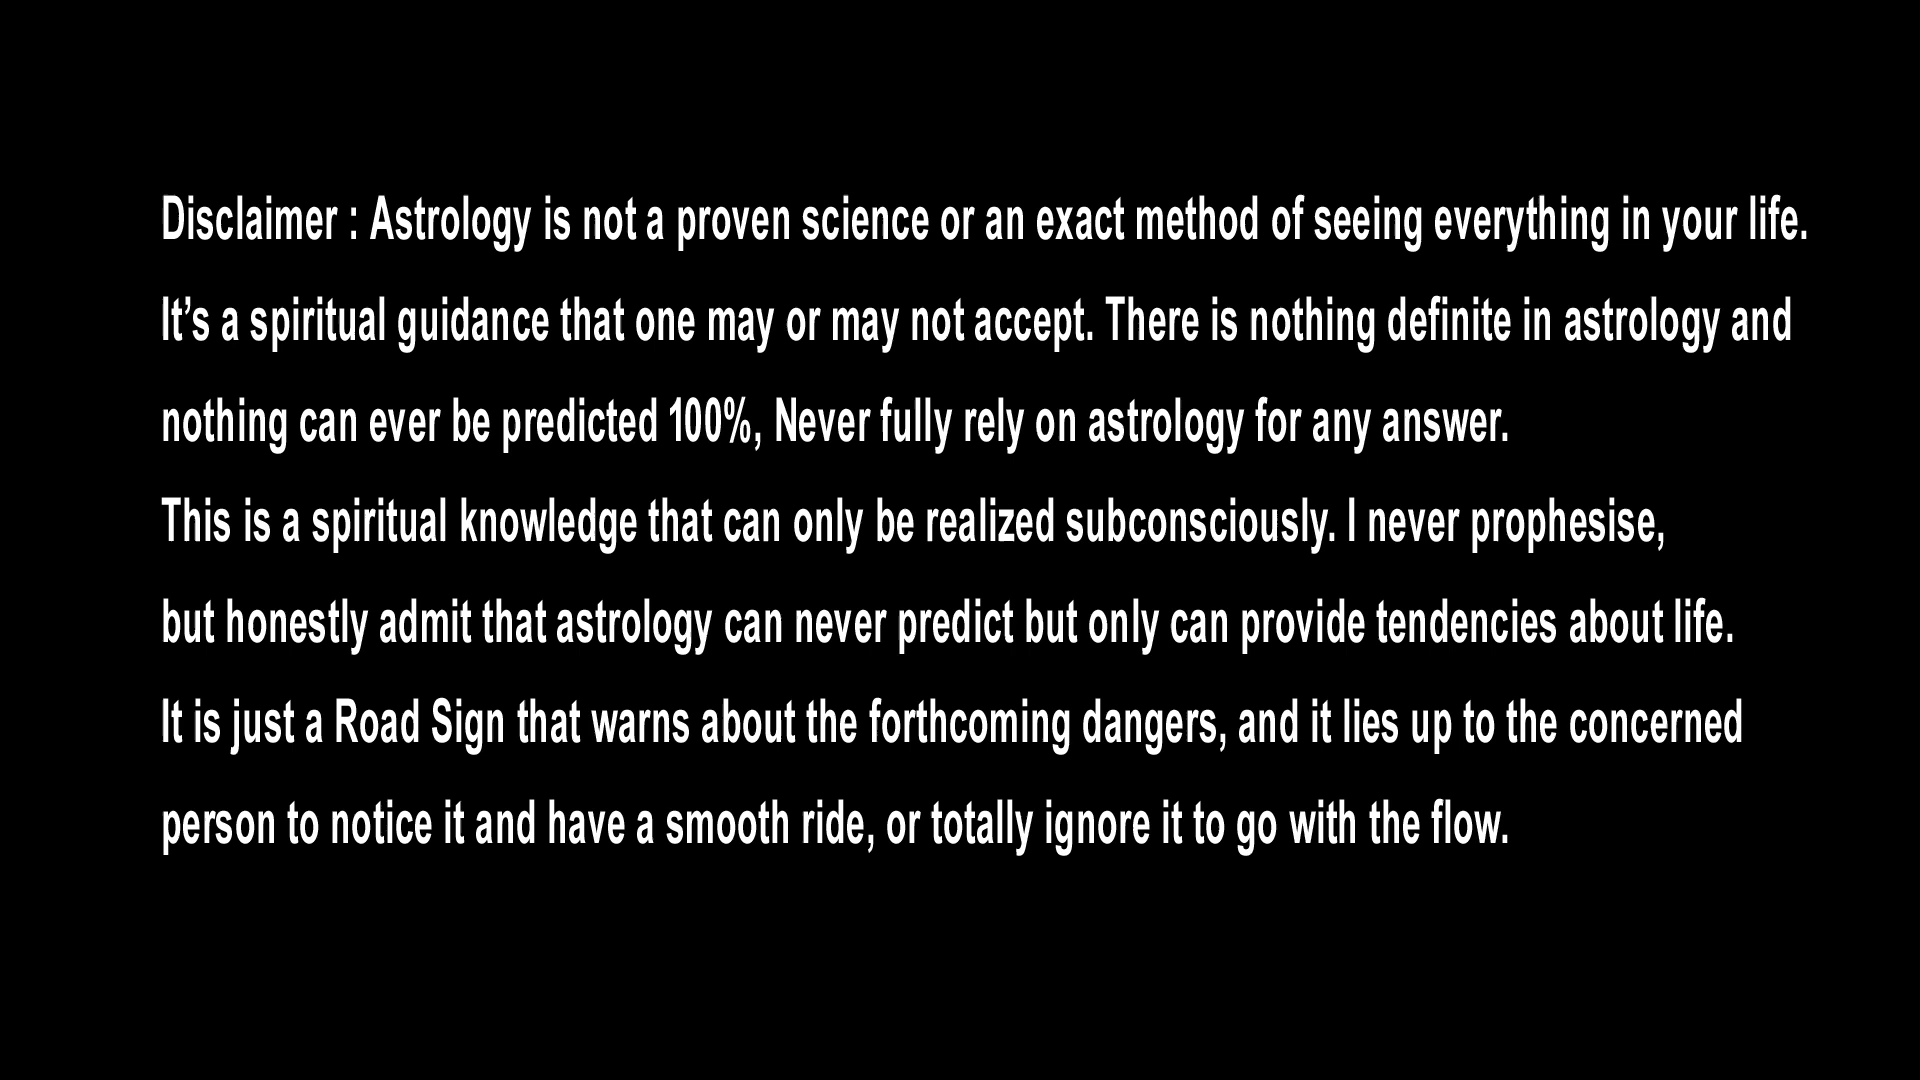 Disclaimer : Astrology is not a proven science or an exact method of seeing everything in your life.
It’s a spiritual guidance that one may or may not accept. There is nothing definite in astrology and
nothing can ever be predicted 100%, Never fully rely on astrology for any answer.
This is a spiritual knowledge that can only be realized subconsciously. I never prophesise,
but honestly admit that astrology can never predict but only can provide tendencies about life.
It is just a Road Sign that warns about the forthcoming dangers, and it lies up to the concerned
person to notice it and have a smooth ride, or totally ignore it to go with the flow.